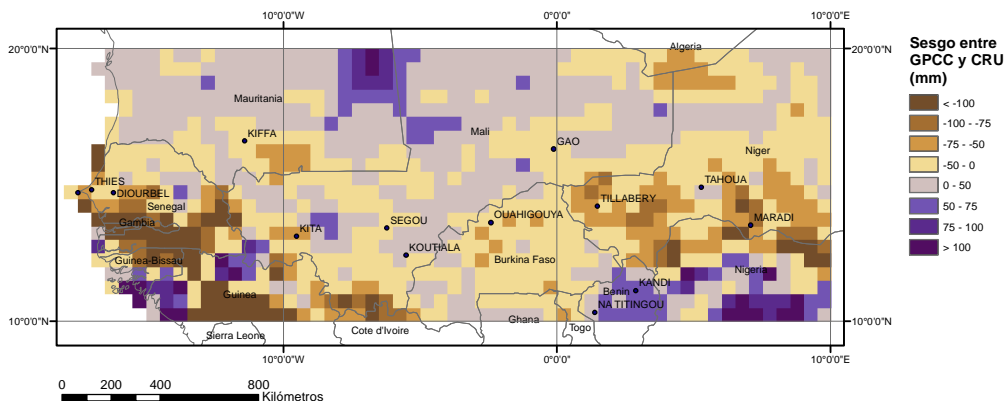 10°0'0"W
0°0'0"
10°0'0"E
20°0'0"N
20°0'0"N
Algeria
Mauritania
Mali
KIFFA
GAO
Niger
THIES
DIOURBEL
TAHOUA
Senegal
TILLABERY
Gambia
SEGOU
OUAHIGOUYA
MARADI
KITA
KOUTIALA
Guinea-Bissau
Burkina Faso
Nigeria
KANDI
Guinea
Benin
NATITINGOU
10°0'0"N
Ghana
10°0'0"N
Sierra Leone
Cote d'Ivoire
Togo
10°0'0"W
0°0'0"
10°0'0"E
Sesgo entre
GPCC y CRU
(mm)
< -100
-100 - -75
-75 - -50
-50 - 0
0 - 50
50 - 75
75 - 100
> 100
0 200 400 800
Kilómetros